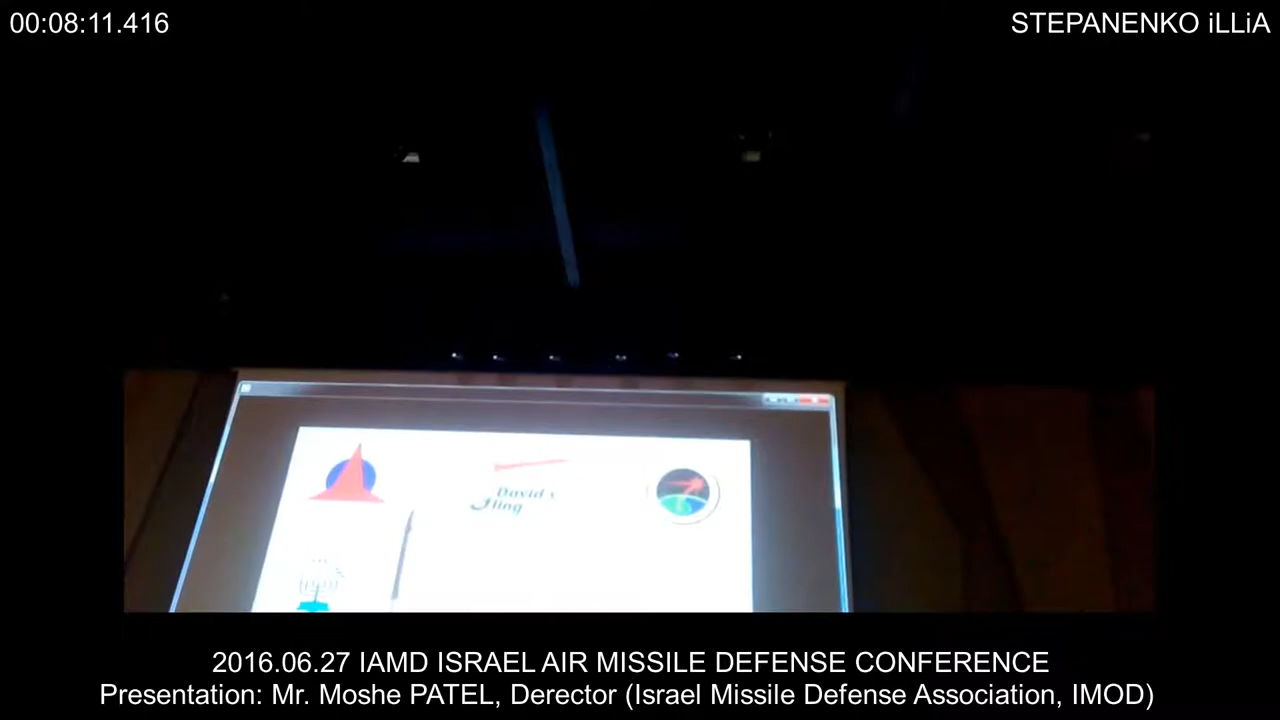 00:08:11.416
STEPANENKO iLLiA
David's
Sling
2016.06.27 IAMD ISRAEL AIR MISSILE DEFENSE CONFERENCE
Presentation: Mr. Moshe PATEL, Derector (Israel Missile Defense Association, IMOD)